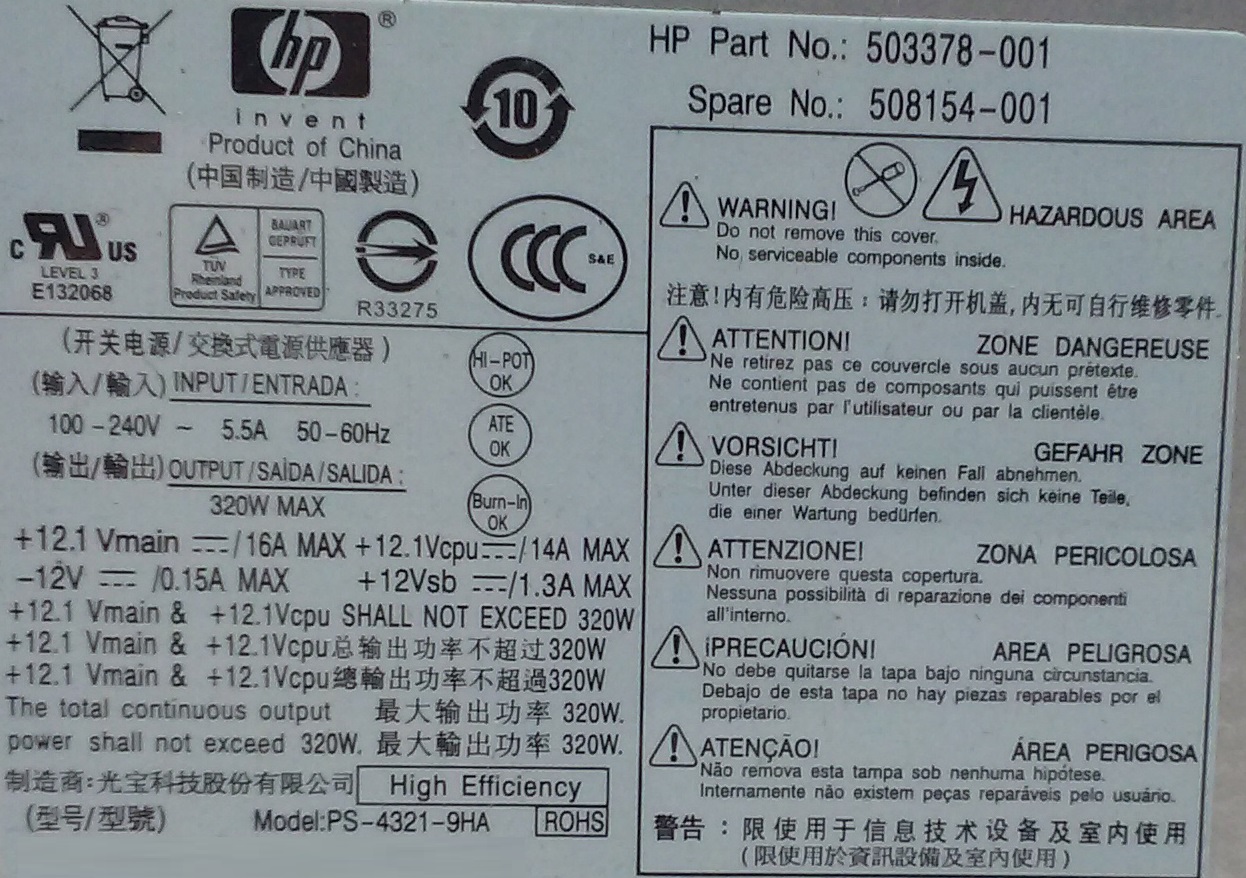 hp ®
invent
Product of China
(中国制造/中國製造)
10
HP Part No.: 503378-001
Spare No.: 508154-001
c RU ® US
LEVEL 3
E132068
TUV
Rheinland
Product Safety
BAUART
GEPRUFT
TYPE
APPROVED
R33275
CCC S&E
(开关电源/交換式電源供應器)
(输入/輸入) INPUT/ENTRADA:
100-240V ~ 5.5A 50-60Hz
(输出/輸出) OUTPUT/SAÍDA/SALIDA:
320W MAX
HI-POT
OK
ATE
OK
Burn-In
OK
+12.1 Vmain ⎓/16A MAX +12.1Vcpu⎓/14A MAX
-12V ⎓ /0.15A MAX +12Vsb ⎓/1.3A MAX
+12.1 Vmain & +12.1Vcpu SHALL NOT EXCEED 320W
+12.1 Vmain & +12.1Vcpu总输出功率不超过320W
+12.1 Vmain & +12.1Vcpu總輸出功率不超過320W
The total continuous output 最大输出功率 320W.
power shall not exceed 320W. 最大輸出功率 320W.
制造商:光宝科技股份有限公司 High Efficiency
(型号/型號) Model:PS-4321-9HA ROHS
WARNING! HAZARDOUS AREA
Do not remove this cover.
No serviceable components inside.
注意!内有危险高压：请勿打开机盖,内无可自行维修零件.
ATTENTION! ZONE DANGEREUSE
Ne retirez pas ce couvercle sous aucun prètexte.
Ne contient pas de composants qui puissent être
entretenus par l'utilisateur ou par la clientèle.
VORSICHT! GEFAHR ZONE
Diese Abdeckung auf keinen Fall abnehmen.
Unter dieser Abdeckung befinden sich keine Teile,
die einer Wartung bedürfen.
ATTENZIONE! ZONA PERICOLOSA
Non rimuovere questa copertura.
Nessuna possibilità di reparazione dei componenti
all'interno.
¡PRECAUCIÓN! AREA PELIGROSA
No debe quitarse la tapa bajo ninguna circunstancia.
Debajo de esta tapa no hay piezas reparables por el
propietario.
ATENÇÃO! ÁREA PERIGOSA
Não remova esta tampa sob nenhuma hipótese.
Internamente não existem peças reparáveis pelo usuário.
警告：限使用于信息技术设备及室内使用
(限使用於資訊設備及室內使用)